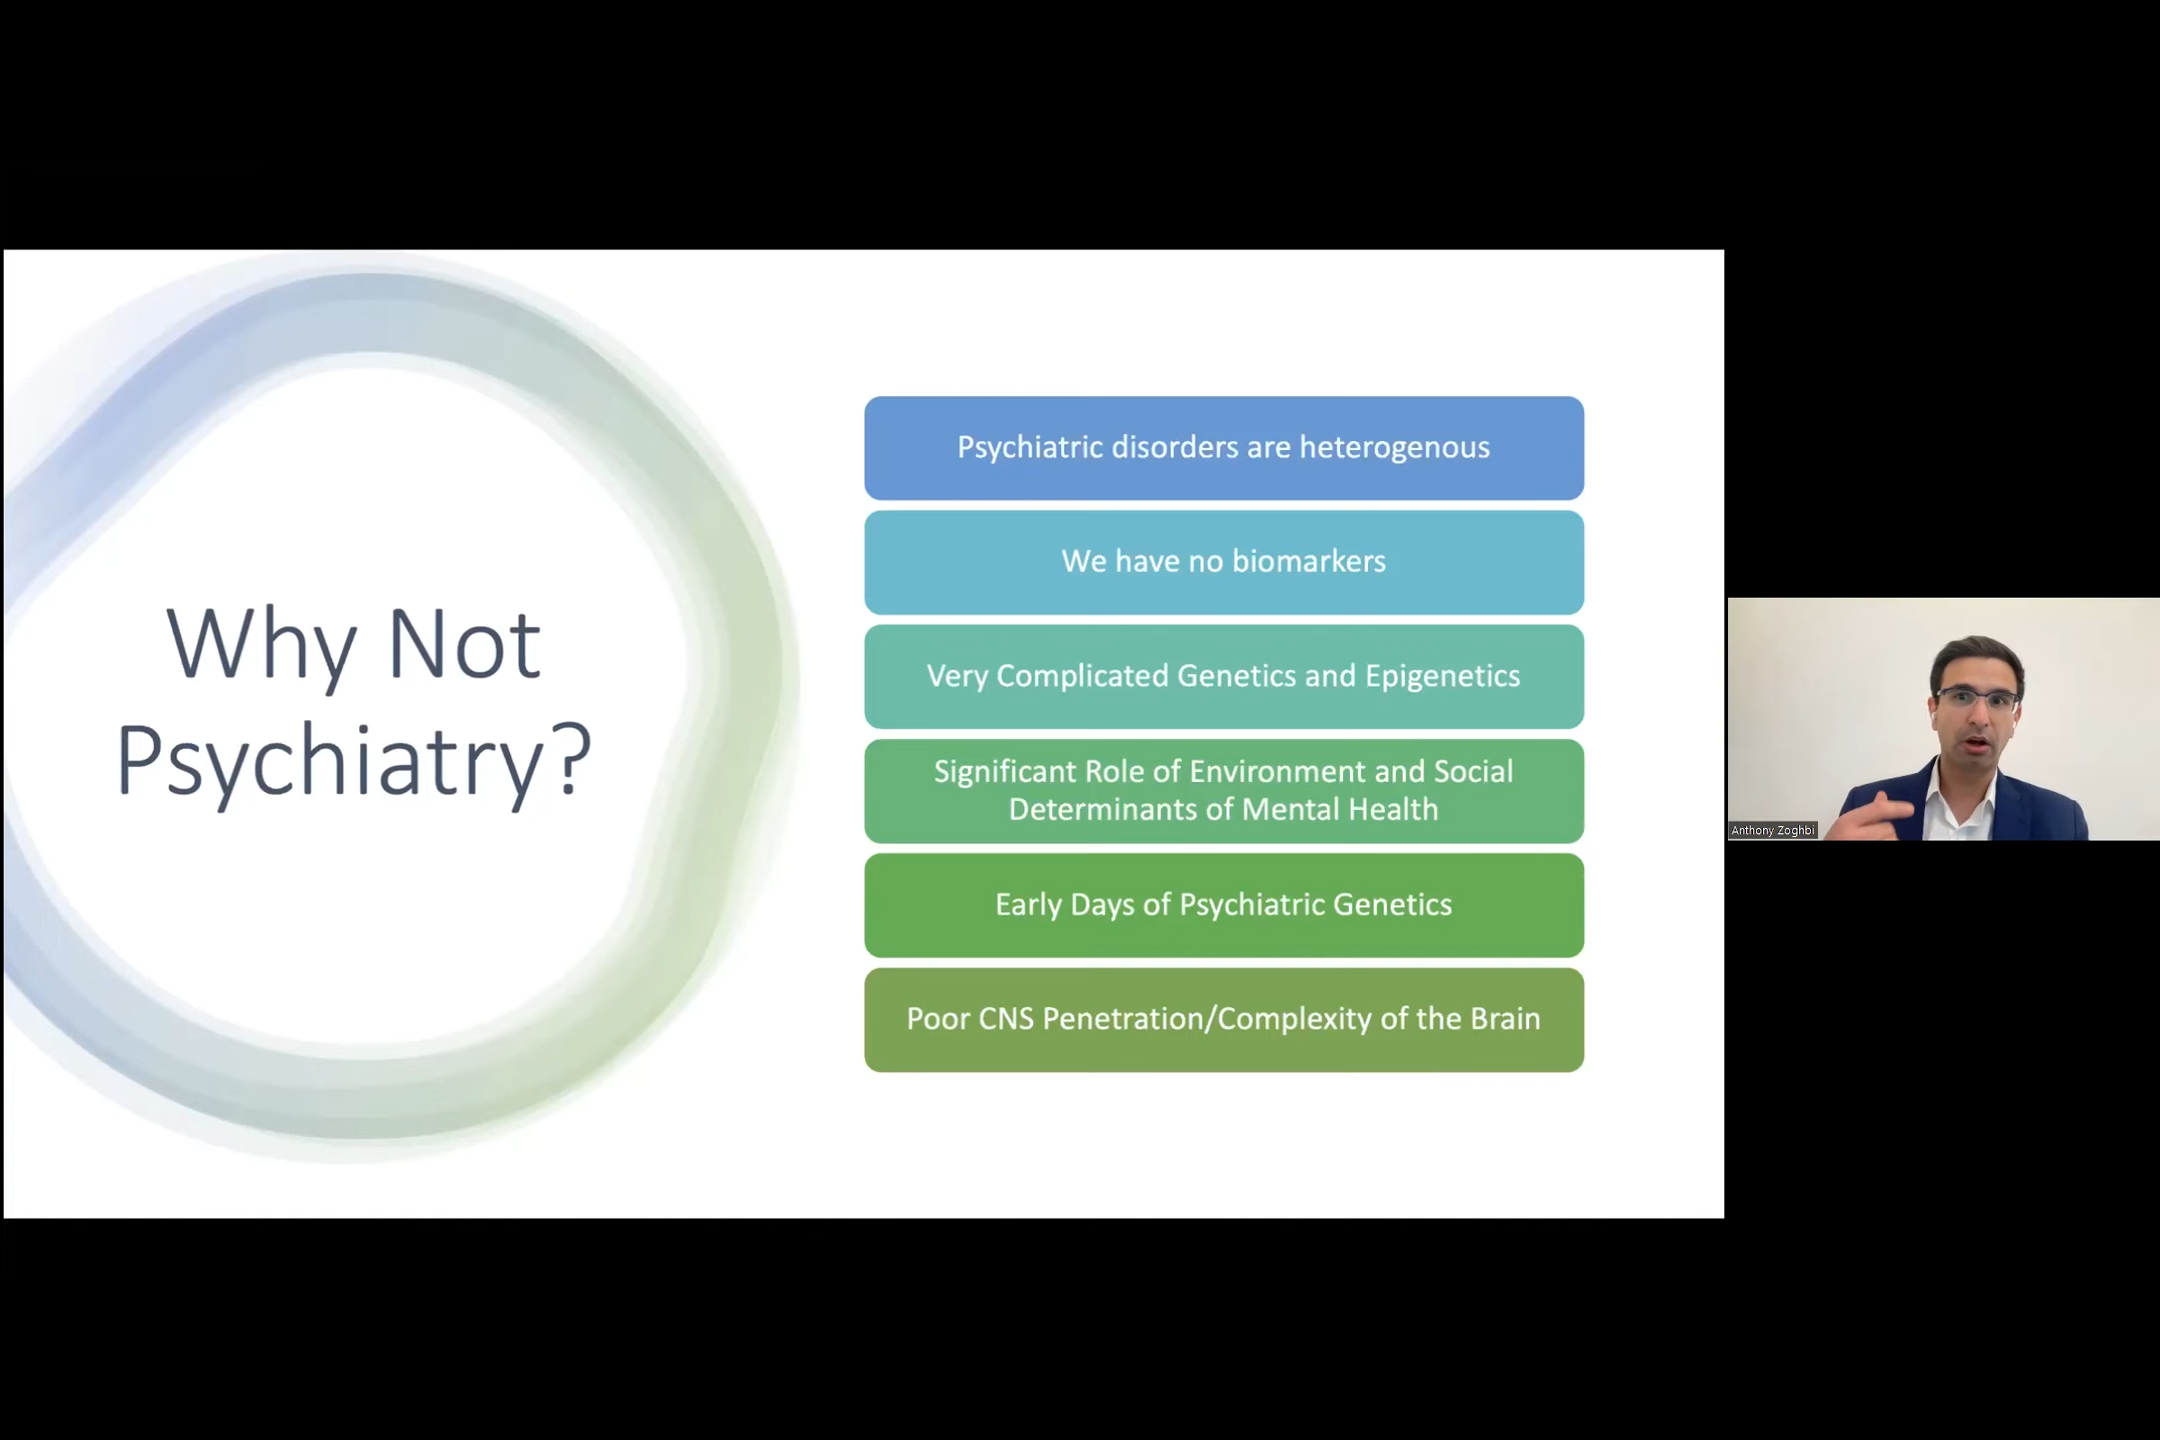 Why Not
Psychiatry?
Psychiatric disorders are heterogenous
We have no biomarkers
Very Complicated Genetics and Epigenetics
Significant Role of Environment and Social
Determinants of Mental Health
Early Days of Psychiatric Genetics
Poor CNS Penetration/Complexity of the Brain
Anthony Zoghbi